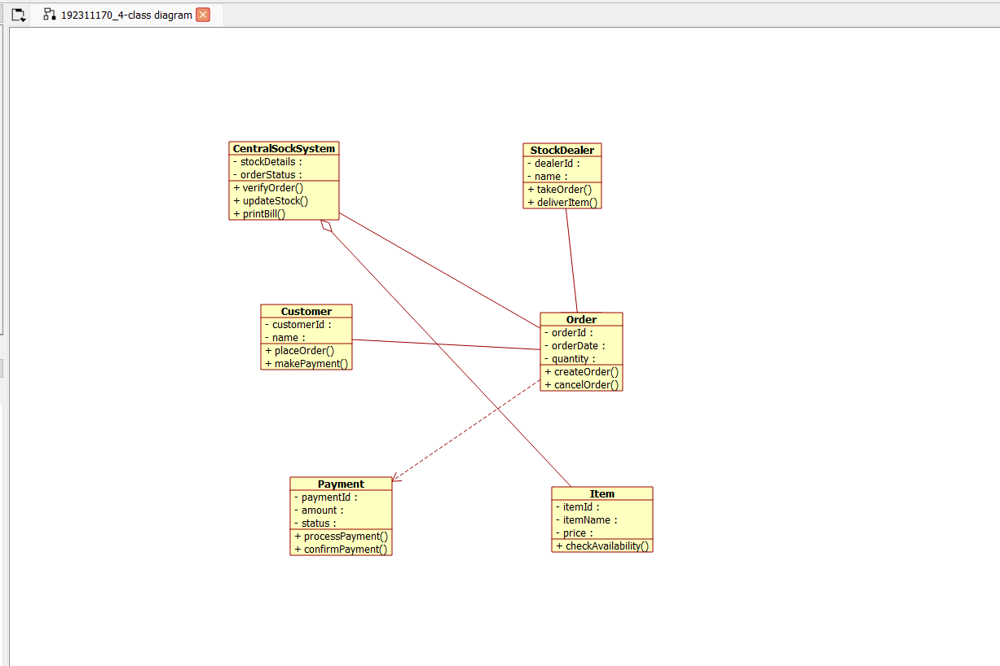 192311170_4-class diagram
CentralSockSystem
- stockDetails :
- orderStatus :
+ verifyOrder()
+ updateStock()
+ printBill()
StockDealer
- dealerId :
- name :
+ takeOrder()
+ deliverItem()
Customer
- customerId :
- name :
+ placeOrder()
+ makePayment()
Order
- orderId :
- orderDate :
- quantity :
+ createOrder()
+ cancelOrder()
Payment
- paymentId :
- amount :
- status :
+ processPayment()
+ confirmPayment()
Item
- itemId :
- itemName :
- price :
+ checkAvailability()